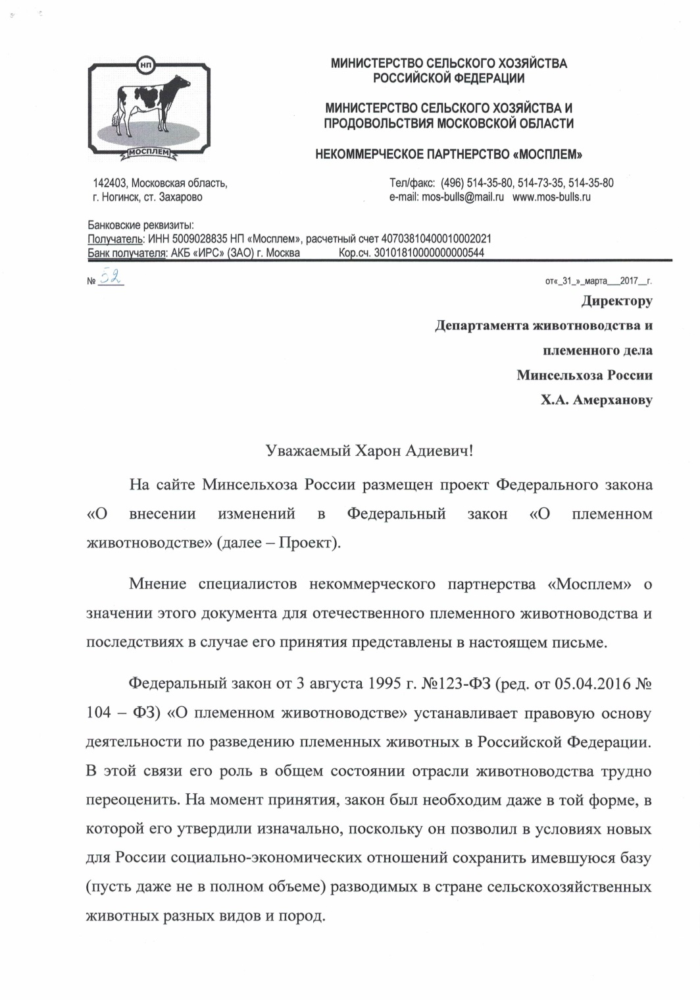 НП
МОСПЛЕМ
МИНИСТЕРСТВО СЕЛЬСКОГО ХОЗЯЙСТВА
РОССИЙСКОЙ ФЕДЕРАЦИИ
МИНИСТЕРСТВО СЕЛЬСКОГО ХОЗЯЙСТВА И
ПРОДОВОЛЬСТВИЯ МОСКОВСКОЙ ОБЛАСТИ
НЕКОММЕРЧЕСКОЕ ПАРТНЕРСТВО «МОСПЛЕМ»
142403, Московская область,
г. Ногинск, ст. Захарово
Тел/факс: (496) 514-35-80, 514-73-35, 514-35-80
e-mail: mos-bulls@mail.ru www.mos-bulls.ru
Банковские реквизиты:
Получатель: ИНН 5009028835 НП «Мосплем», расчетный счет 40703810400010002021
Банк получателя: АКБ «ИРС» (ЗАО) г. Москва Кор.сч. 30101810000000000544
№ 52
от«_31_»_марта___2017__г.
Директору
Департамента животноводства и
племенного дела
Минсельхоза России
Х.А. Амерханову
Уважаемый Харон Адиевич!
На сайте Минсельхоза России размещен проект Федерального закона
«О внесении изменений в Федеральный закон «О племенном
животноводстве» (далее – Проект).
Мнение специалистов некоммерческого партнерства «Мосплем» о
значении этого документа для отечественного племенного животноводства и
последствиях в случае его принятия представлены в настоящем письме.
Федеральный закон от 3 августа 1995 г. №123-ФЗ (ред. от 05.04.2016 №
104 – ФЗ) «О племенном животноводстве» устанавливает правовую основу
деятельности по разведению племенных животных в Российской Федерации.
В этой связи его роль в общем состоянии отрасли животноводства трудно
переоценить. На момент принятия, закон был необходим даже в той форме, в
которой его утвердили изначально, поскольку он позволил в условиях новых
для России социально-экономических отношений сохранить имевшуюся базу
(пусть даже не в полном объеме) разводимых в стране сельскохозяйственных
животных разных видов и пород.